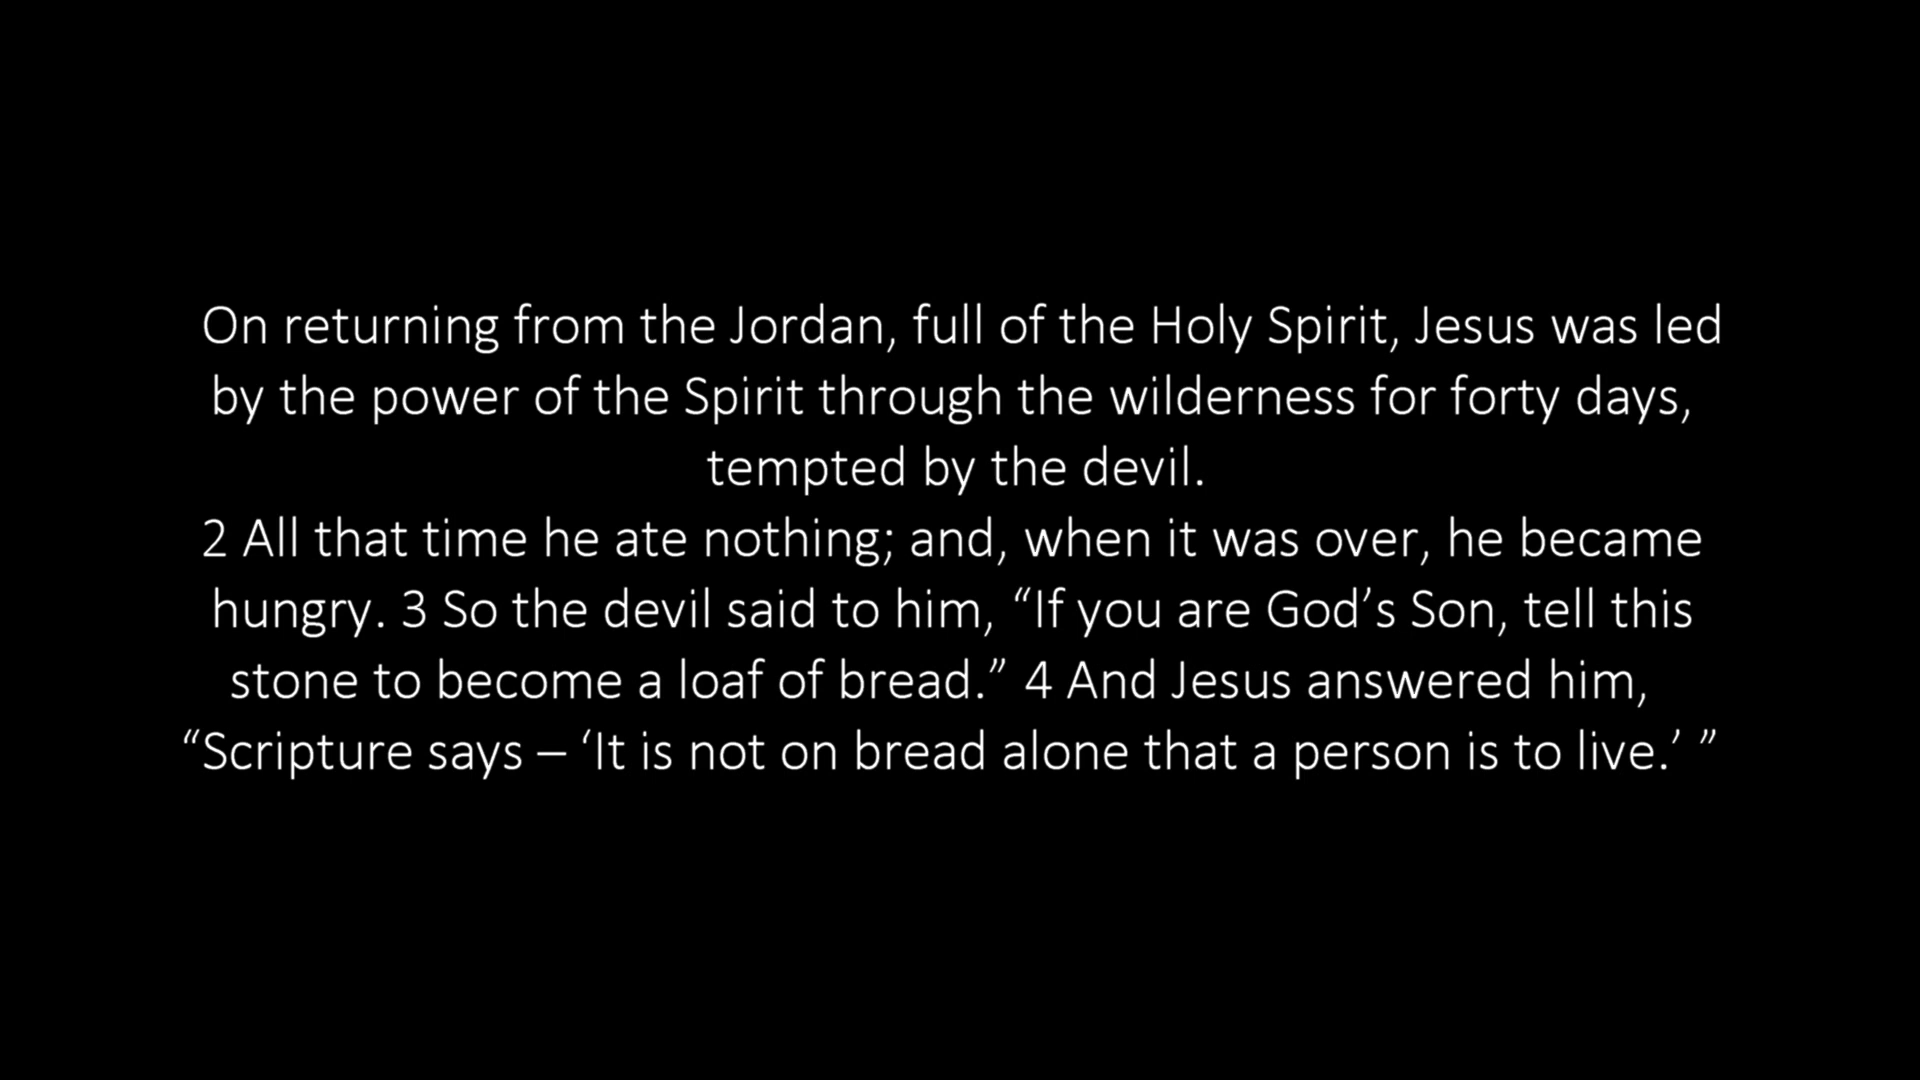 On returning from the Jordan, full of the Holy Spirit, Jesus was led
by the power of the Spirit through the wilderness for forty days,
tempted by the devil.
2 All that time he ate nothing; and, when it was over, he became
hungry. 3 So the devil said to him, “If you are God’s Son, tell this
stone to become a loaf of bread.” 4 And Jesus answered him,
“Scripture says – ‘It is not on bread alone that a person is to live.’ ”